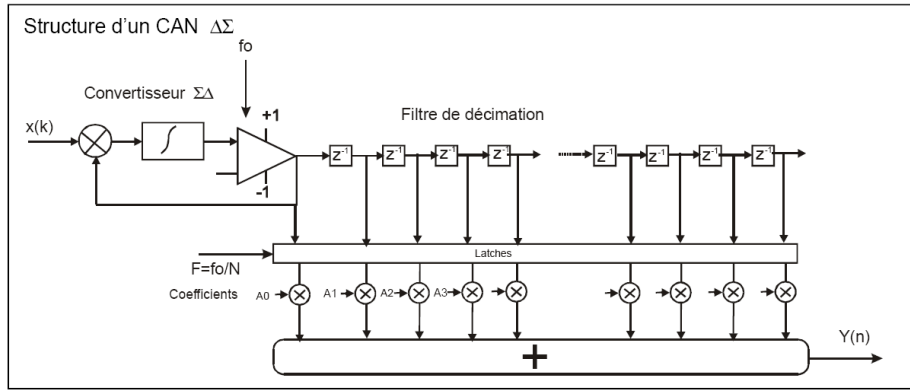 Structure d'un CAN ΔΣ
fo
Convertisseur ΣΔ
+1
Filtre de décimation
x(k)
∫
z-1 z-1 z-1 z-1 z-1 z-1 z-1 z-1
-1
Latches
F=fo/N
Coefficients A0 A1 A2 A3
+
Y(n)